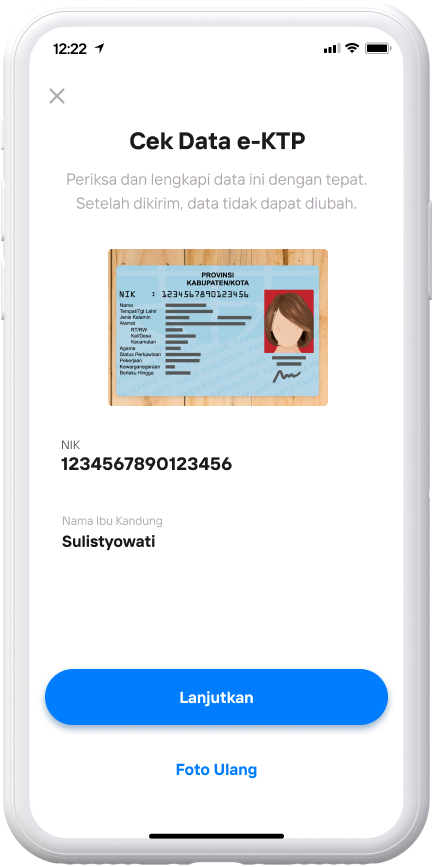 12:22
Cek Data e-KTP
Periksa dan lengkapi data ini dengan tepat.
Setelah dikirim, data tidak dapat diubah.
PROVINSI
KABUPATEN/KOTA
NIK : 1234567890123456
Nama
Tempat/Tgl Lahir
Jenis Kelamin
Alamat
RT/RW
Kel/Desa
Kecamatan
Agama
Status Perkawinan
Pekerjaan
Kewarganegaraan
Berlaku Hingga
NIK
1234567890123456
Nama Ibu Kandung
Sulistyowati
Lanjutkan
Foto Ulang